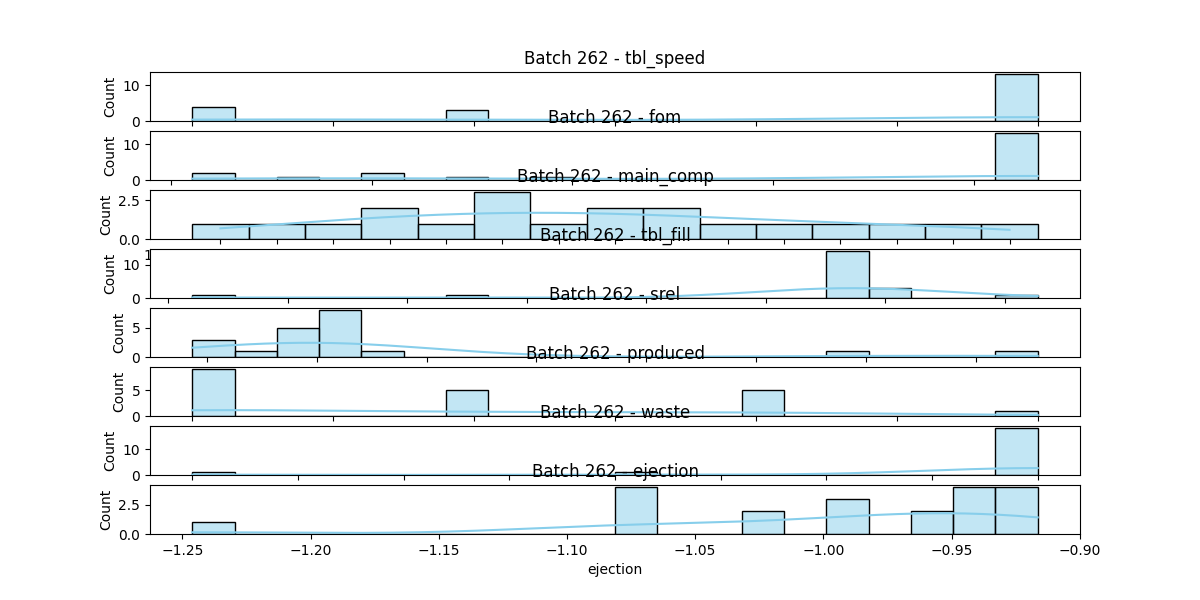 Batch 262 - tbl_speed
Count
10
0
Batch 262 - fom
Count
10
0
Batch 262 - main_comp
Count
2.5
0.0
Batch 262 - tbl_fill
Count
10
0
Batch 262 - srel
Count
5
0
Batch 262 - produced
Count
5
0
Batch 262 - waste
Count
10
0
Batch 262 - ejection
Count
2.5
0.0
−1.25 −1.20 −1.15 −1.10 −1.05 −1.00 −0.95 −0.90
ejection